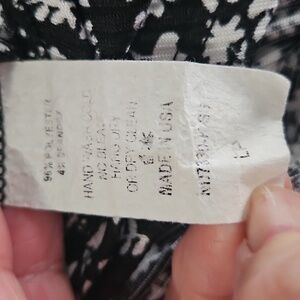 96% POLYESTER
4% SPANDEX
HAND WASH COLD
NO BLEACH
HANG DRY
OR DRY CLEAN
MADE IN USA